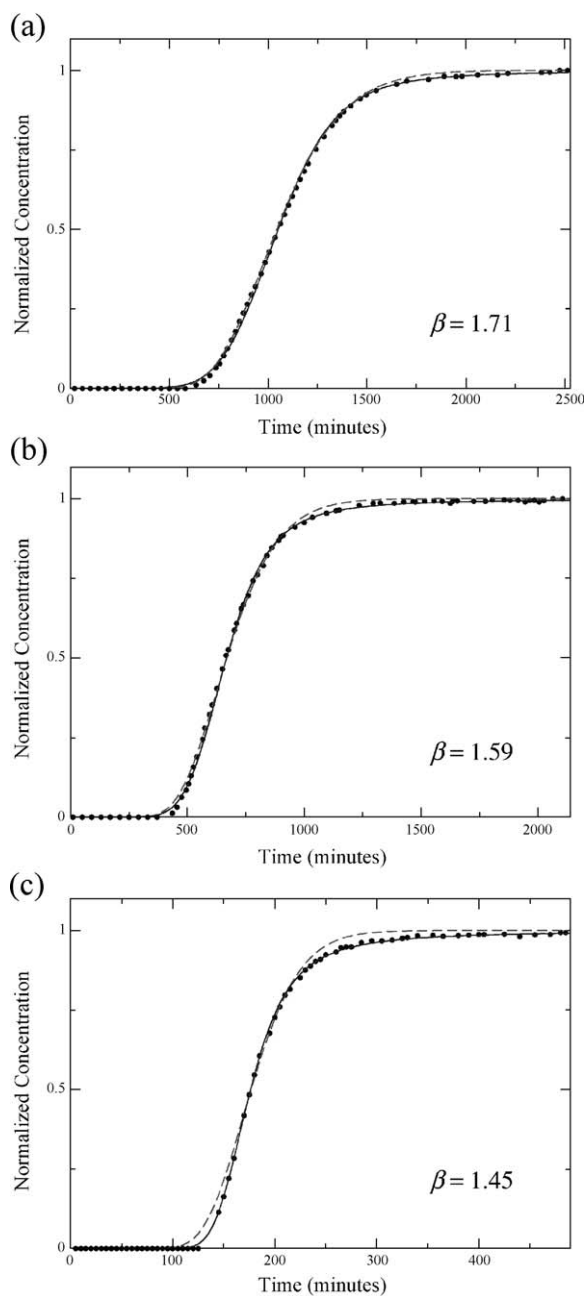 (a)
1
0.5
0
Normalized Concentration
β = 1.71
0 500 1000 1500 2000 2500
Time (minutes)
(b)
1
0.5
0
Normalized Concentration
β = 1.59
0 500 1000 1500 2000
Time (minutes)
(c)
1
0.5
0
Normalized Concentration
β = 1.45
0 100 200 300 400
Time (minutes)